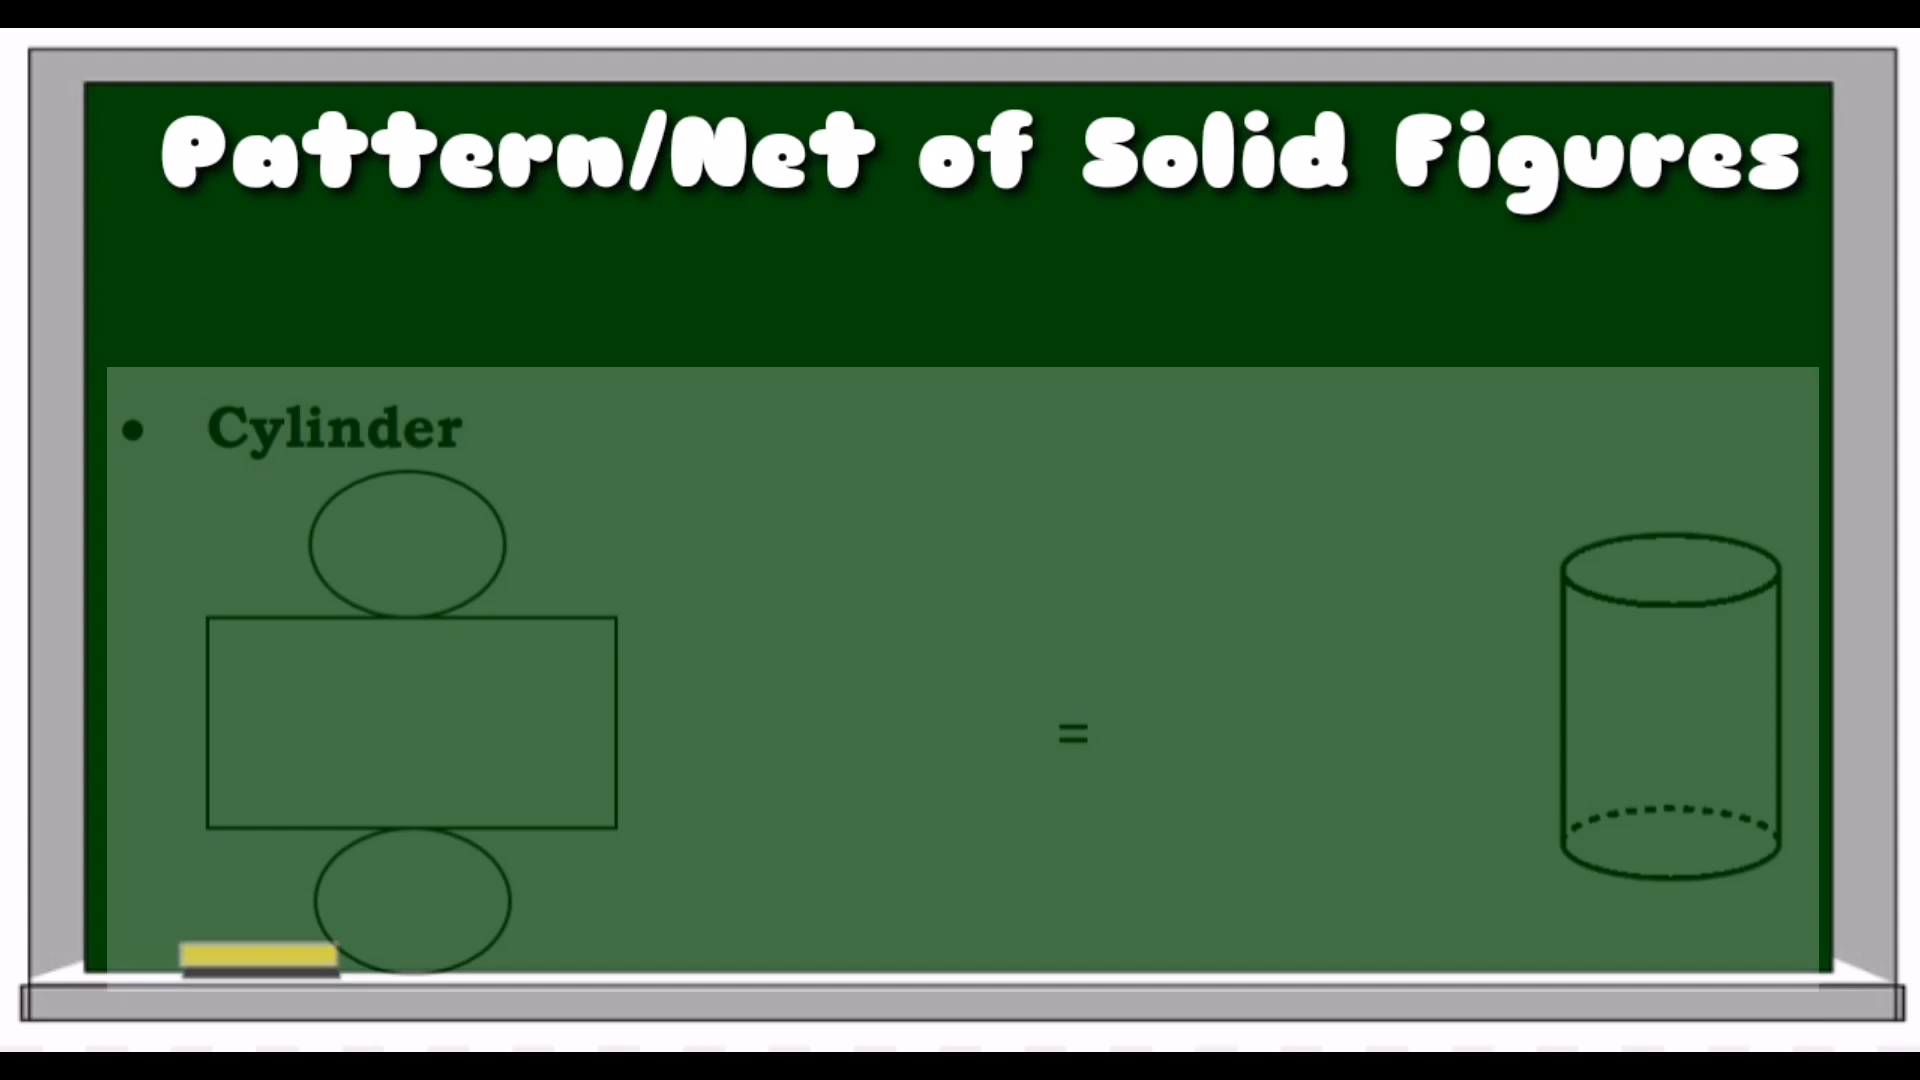 Pattern/Net of Solid Figures
• Cylinder
=